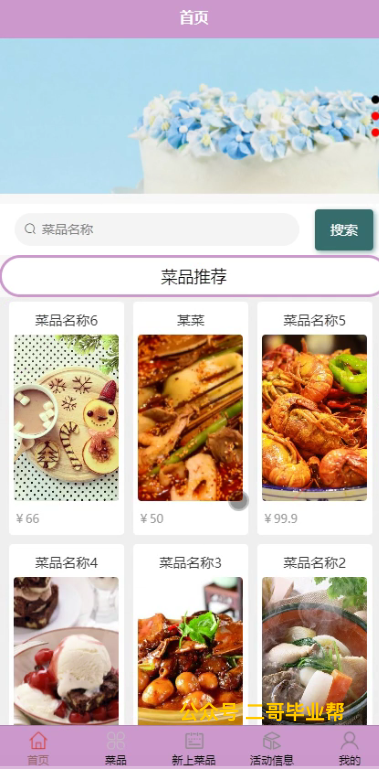 首页
菜品名称
搜索
菜品推荐
菜品名称6
某菜
菜品名称5
￥66
￥50
￥99.9
菜品名称4
菜品名称3
菜品名称2
公众号 二哥毕业帮
首页
菜品
新上菜品
活动信息
我的